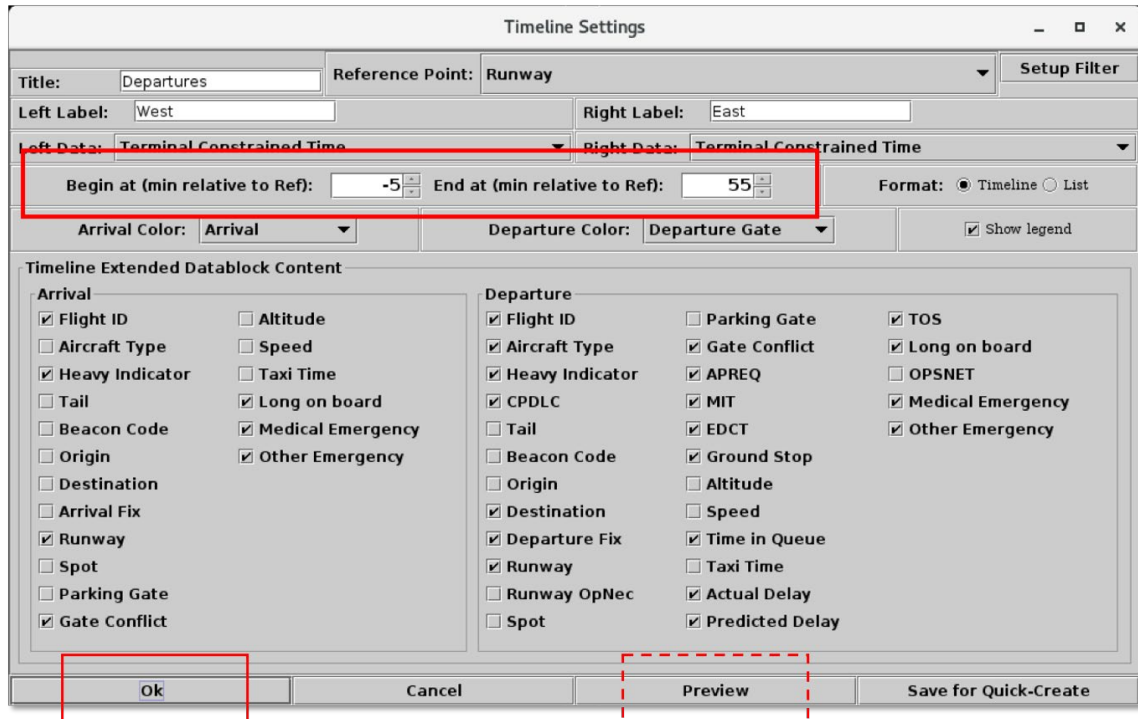 Timeline Settings
Title: Departures Reference Point: Runway Setup Filter
Left Label: West Right Label: East
Left Data: Terminal Constrained Time Right Data: Terminal Constrained Time
Begin at (min relative to Ref): -5 End at (min relative to Ref): 55 Format: Timeline List
Arrival Color: Arrival Departure Color: Departure Gate Show legend
Timeline Extended Datablock Content
Arrival
Flight ID Altitude
Aircraft Type Speed
Heavy Indicator Taxi Time
Tail Long on board
Beacon Code Medical Emergency
Origin Other Emergency
Destination
Arrival Fix
Runway
Spot
Parking Gate
Gate Conflict
Departure
Flight ID Parking Gate TOS
Aircraft Type Gate Conflict Long on board
Heavy Indicator APREQ OPSNET
CPDLC MIT Medical Emergency
Tail EDCT Other Emergency
Beacon Code Ground Stop
Origin Altitude
Destination Speed
Departure Fix Time in Queue
Runway Taxi Time
Runway OpNec Actual Delay
Spot Predicted Delay
Ok Cancel Preview Save for Quick-Create